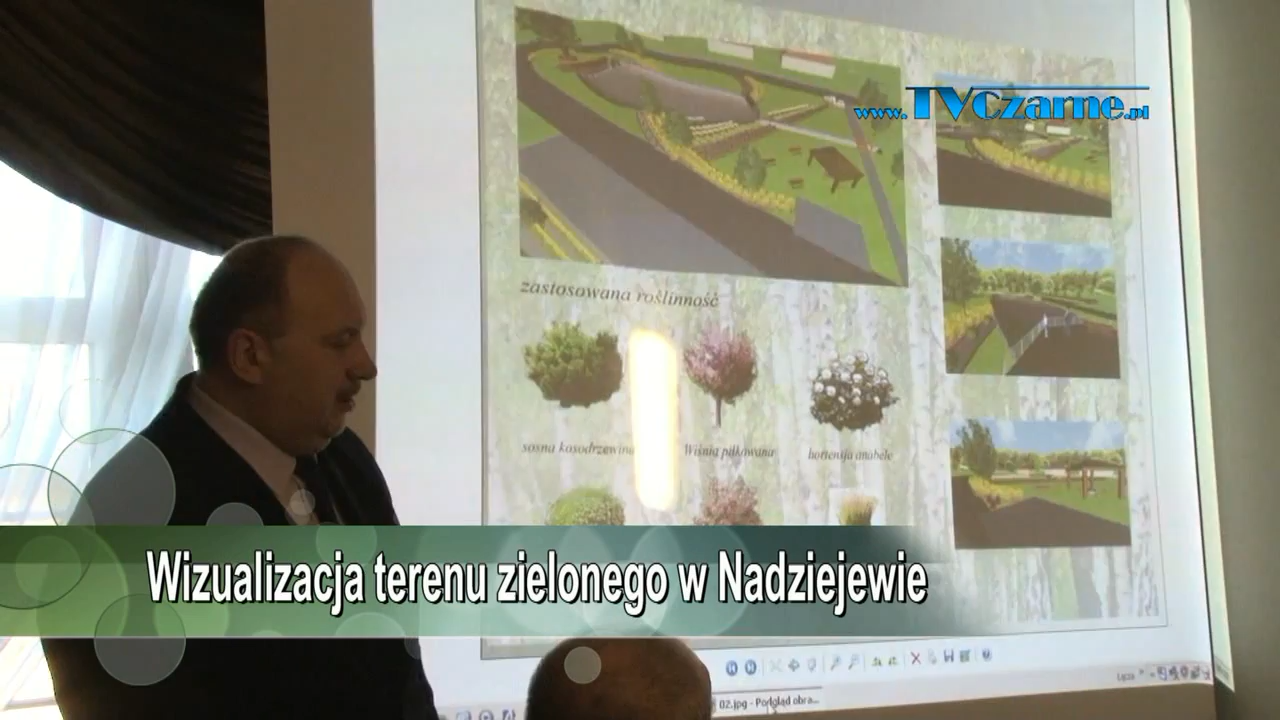 www.TVCzarne.pl
zastosowana roślinność
sosna kosodrzewina
Wiśnia piłkowana
hortensja anabele
Wizualizacja terenu zielonego w Nadziejewie
02.jpg - Podgląd obra...
Łącza